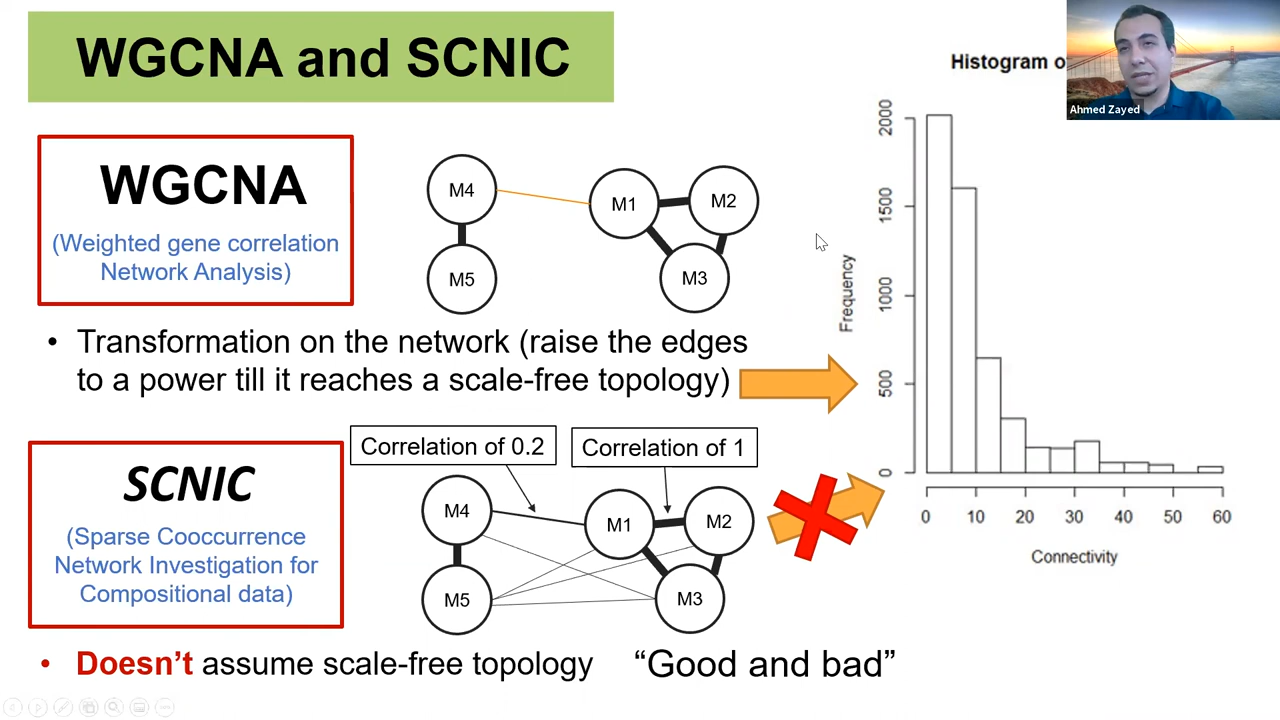 WGCNA and SCNIC
Histogram o
Ahmed Zayed
WGCNA
(Weighted gene correlation
Network Analysis)
M4
M1
M2
M5
M3
• Transformation on the network (raise the edges
to a power till it reaches a scale-free topology)
Correlation of 0.2
Correlation of 1
SCNIC
(Sparse Cooccurrence
Network Investigation for
Compositional data)
M4
M1
M2
M5
M3
• Doesn't assume scale-free topology
“Good and bad”
Frequency
2000
1500
1000
500
0
0 10 20 30 40 50 60
Connectivity